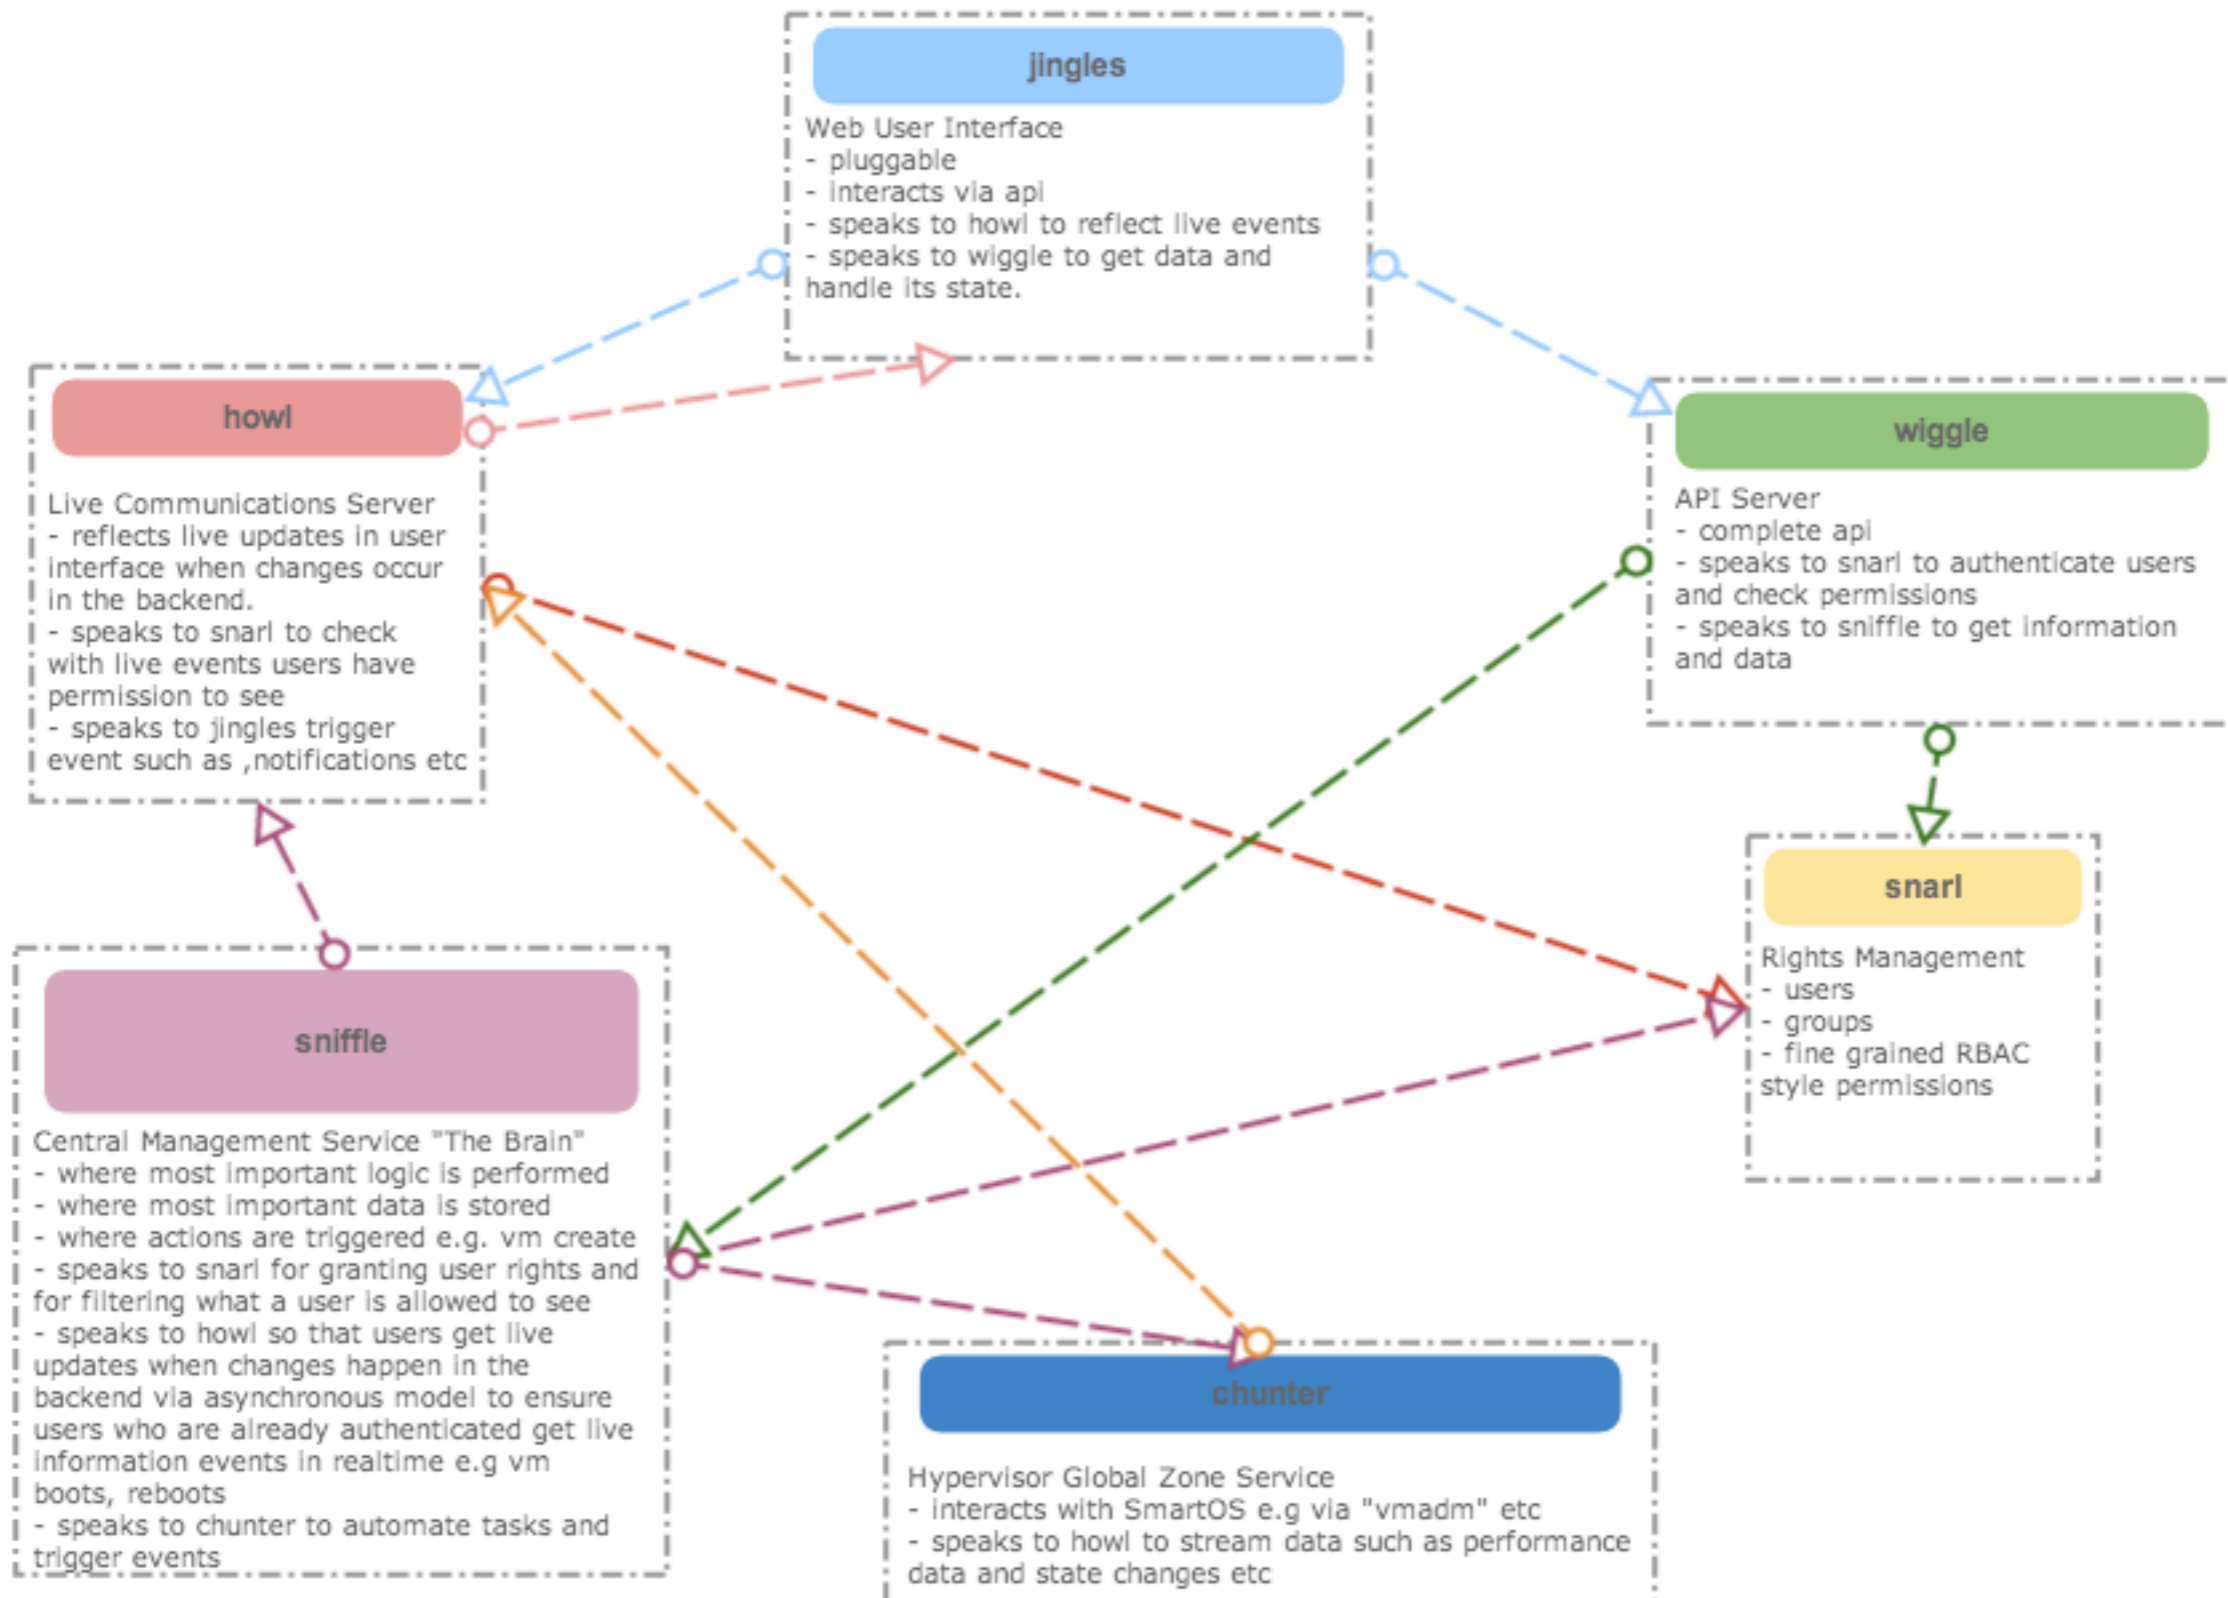 jingles
Web User Interface
- pluggable
- interacts via api
- speaks to howl to reflect live events
- speaks to wiggle to get data and
handle its state.
howl
Live Communications Server
- reflects live updates in user
interface when changes occur
in the backend.
- speaks to snarl to check
with live events users have
permission to see
- speaks to jingles trigger
event such as ,notifications etc
wiggle
API Server
- complete api
- speaks to snarl to authenticate users
and check permissions
- speaks to sniffle to get information
and data
snarl
Rights Management
- users
- groups
- fine grained RBAC
style permissions
sniffle
Central Management Service "The Brain"
- where most important logic is performed
- where most important data is stored
- where actions are triggered e.g. vm create
- speaks to snarl for granting user rights and
for filtering what a user is allowed to see
- speaks to howl so that users get live
updates when changes happen in the
backend via asynchronous model to ensure
users who are already authenticated get live
information events in realtime e.g vm
boots, reboots
- speaks to chunter to automate tasks and
trigger events
chunter
Hypervisor Global Zone Service
- interacts with SmartOS e.g via "vmadm" etc
- speaks to howl to stream data such as performance
data and state changes etc